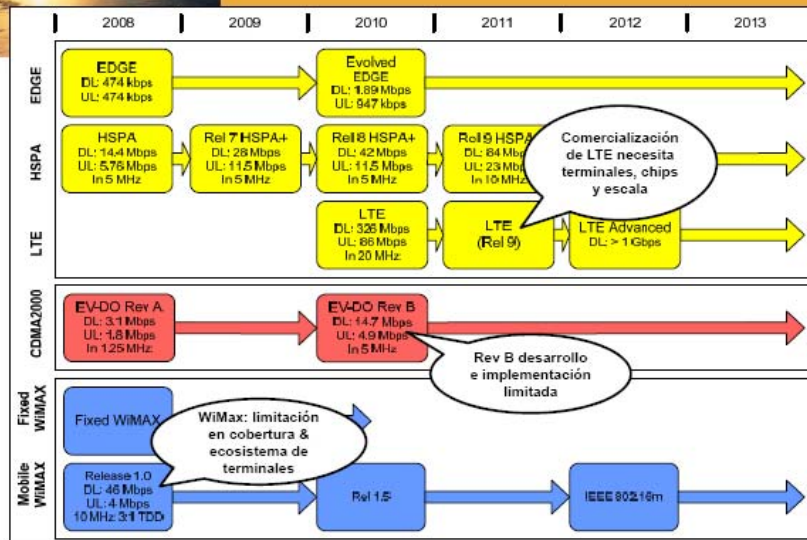 2008 2009 2010 2011 2012 2013
EDGE
EDGE
DL: 474 kbps
UL: 474 kbps
Evolved
EDGE
DL: 1.89 Mbps
UL: 947 kbps
HSPA
HSPA
DL: 14.4 Mbps
UL: 5.76 Mbps
In 5 MHz
Rel 7 HSPA+
DL: 28 Mbps
UL: 11.5 Mbps
In 5 MHz
Rel 8 HSPA+
DL: 42 Mbps
UL: 11.5 Mbps
In 5 MHz
Rel 9 HSPA
DL: 84 Mb
UL: 23 Mb
In 10 MHz
Comercialización
de LTE necesita
terminales, chips
y escala
LTE
LTE
DL: 326 Mbps
UL: 86 Mbps
In 20 MHz
LTE
(Rel 9)
LTE Advanced
DL: > 1 Gbps
CDMA2000
EV-DO Rev A
DL: 3.1 Mbps
UL: 1.8 Mbps
In 1.25 MHz
EV-DO Rev B
DL: 14.7 Mbps
UL: 4.9 Mbps
In 5 MHz
Rev B desarrollo
e implementación
limitada
Fixed
WiMAX
Fixed WiMAX
WiMax: limitación
en cobertura &
ecosistema de
terminales
Mobile
WiMAX
Release 1.0
DL: 46 Mbps
UL: 4 Mbps
10 MHz 3:1 TDD
Rel 1.5
IEEE 802.16m